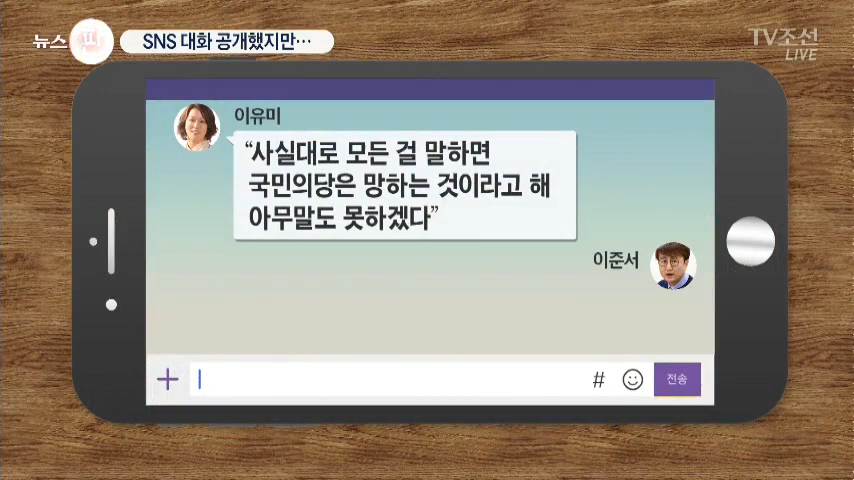 뉴스 판 SNS 대화 공개했지만…
TV조선
LIVE
이유미
“사실대로 모든 걸 말하면
국민의당은 망하는 것이라고 해
아무말도 못하겠다”
이준서
+ # 전송